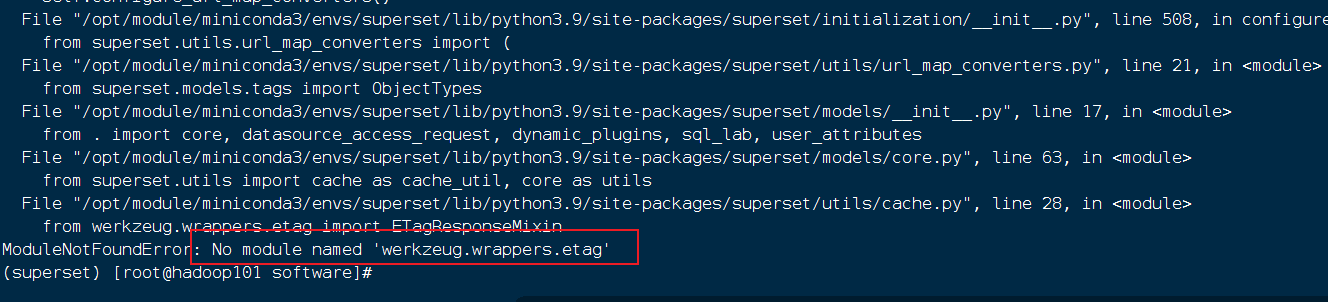 self.configure_url_map_converters()
File "/opt/module/miniconda3/envs/superset/lib/python3.9/site-packages/superset/initialization/__init__.py", line 508, in configure
from superset.utils.url_map_converters import (
File "/opt/module/miniconda3/envs/superset/lib/python3.9/site-packages/superset/utils/url_map_converters.py", line 21, in <module>
from superset.models.tags import ObjectTypes
File "/opt/module/miniconda3/envs/superset/lib/python3.9/site-packages/superset/models/__init__.py", line 17, in <module>
from . import core, datasource_access_request, dynamic_plugins, sql_lab, user_attributes
File "/opt/module/miniconda3/envs/superset/lib/python3.9/site-packages/superset/models/core.py", line 63, in <module>
from superset.utils import cache as cache_util, core as utils
File "/opt/module/miniconda3/envs/superset/lib/python3.9/site-packages/superset/utils/cache.py", line 28, in <module>
from werkzeug.wrappers.etag import ETagResponseMixin
ModuleNotFoundError: No module named 'werkzeug.wrappers.etag'
(superset) [root@hadoop101 software]#